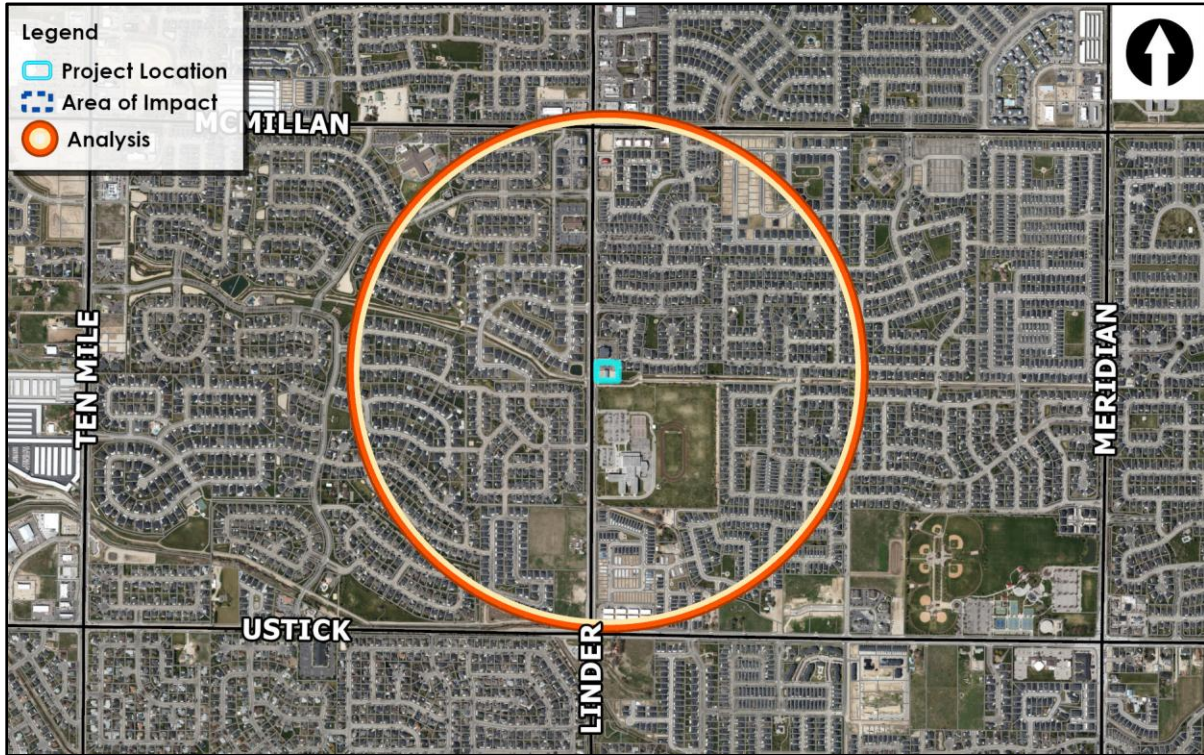 Legend
Project Location
Area of Impact
Analysis
MCMILLAN
TEN MILE
MERIDIAN
USTICK
LINDER